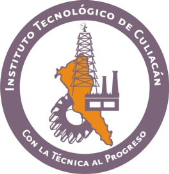 INSTITUTO TECNOLÓGICO DE CULIACÁN
CON LA TÉCNICA AL PROGRESO